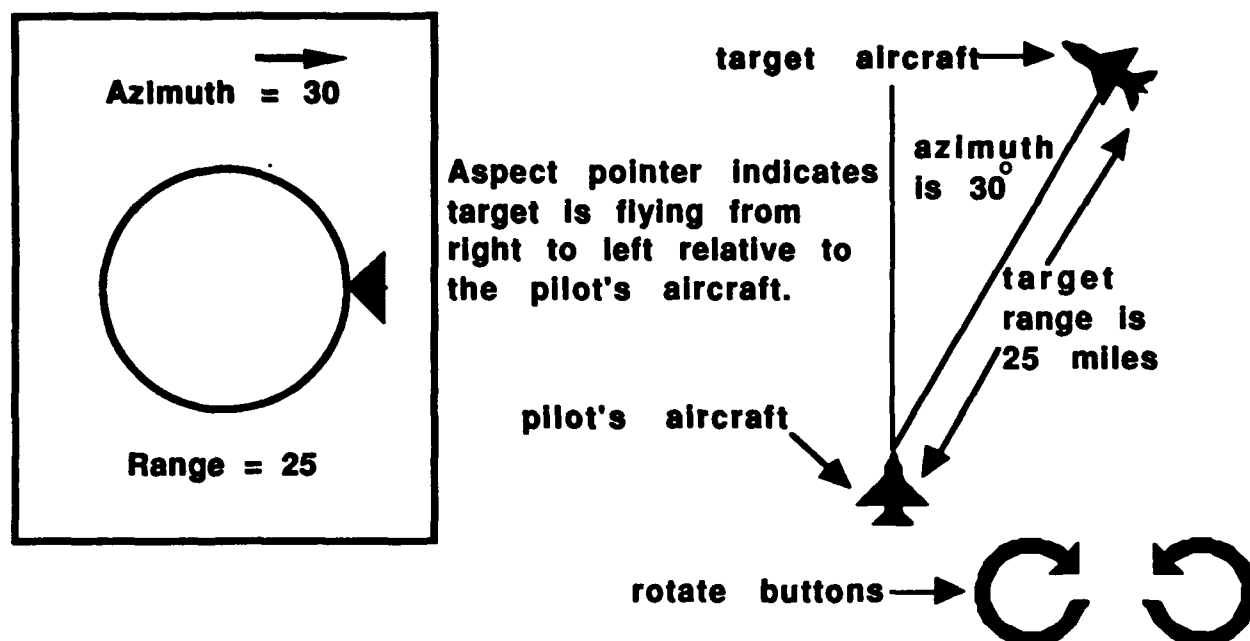 Azimuth = 30
Range = 25
Aspect pointer indicates
target is flying from
right to left relative to
the pilot's aircraft.
target aircraft
azimuth
is 30°
target
range is
25 miles
pilot's aircraft
rotate buttons